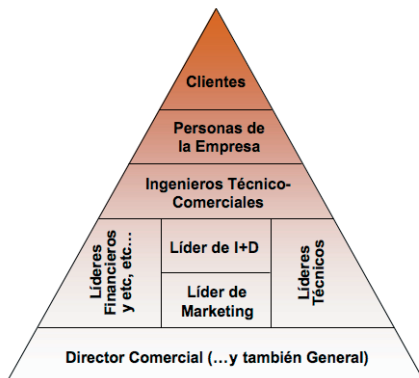 Clientes
Personas de
la Empresa
Ingenieros Técnico-
Comerciales
Líderes
Financieros
y etc, etc...
Líder de I+D
Líder de
Marketing
Líderes
Técnicos
Director Comercial (...y también General)